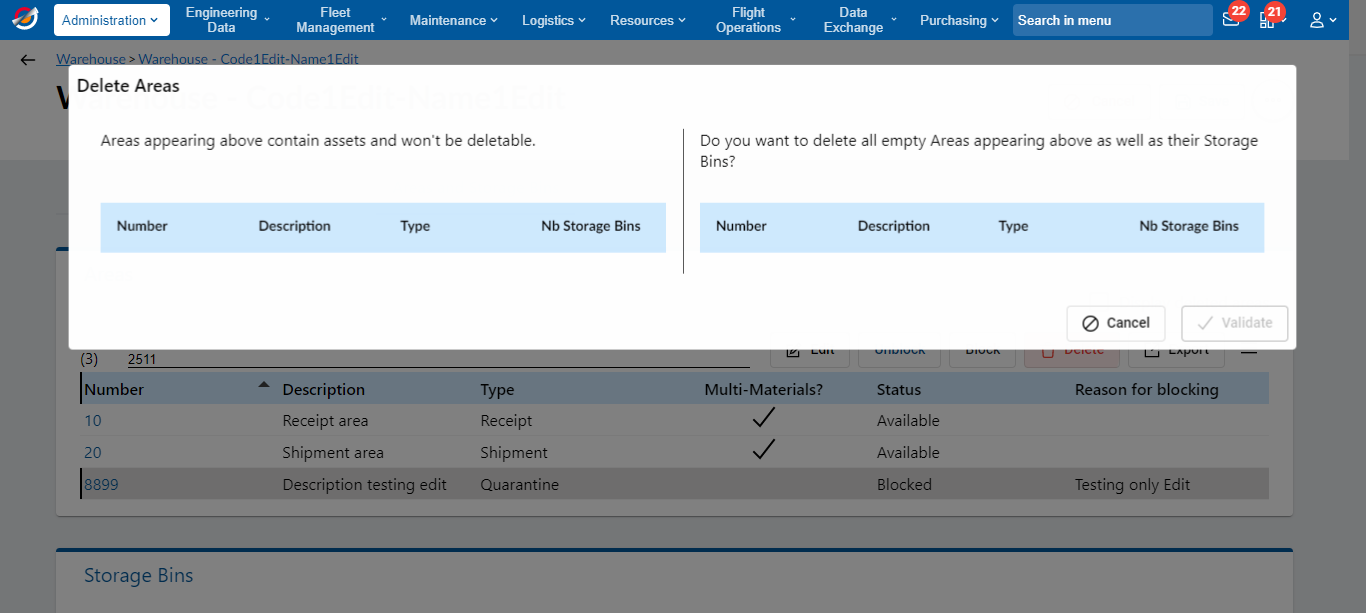 Administration
Engineering
Data
Fleet
Management
Maintenance
Logistics
Resources
Flight
Operations
Data
Exchange
Purchasing
Search in menu
22
21
Warehouse > Warehouse - Code1Edit-Name1Edit
Warehouse - Code1Edit-Name1Edit
Delete Areas
Areas appearing above contain assets and won't be deletable.
Number Description Type Nb Storage Bins
Do you want to delete all empty Areas appearing above as well as their Storage
Bins?
Number Description Type Nb Storage Bins
Cancel Validate
(3) 2511 Edit Unblock Block Delete Export
Number Description Type Multi-Materials? Status Reason for blocking
10 Receipt area Receipt Available
20 Shipment area Shipment Available
8899 Description testing edit Quarantine Blocked Testing only Edit
Storage Bins